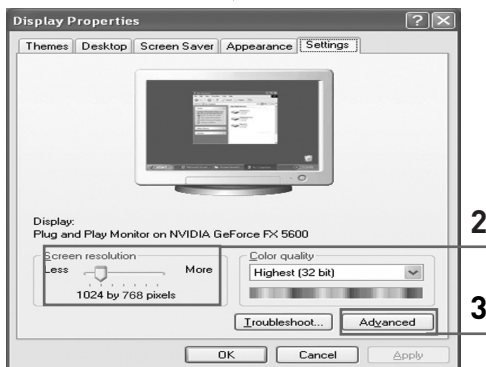 Display Properties
Themes Desktop Screen Saver Appearance Settings
Display:
Plug and Play Monitor on NVIDIA GeForce FX 5600
Screen resolution
Less More
1024 by 768 pixels
Color quality
Highest (32 bit)
2
Troubleshoot... Advanced
3
OK Cancel Apply